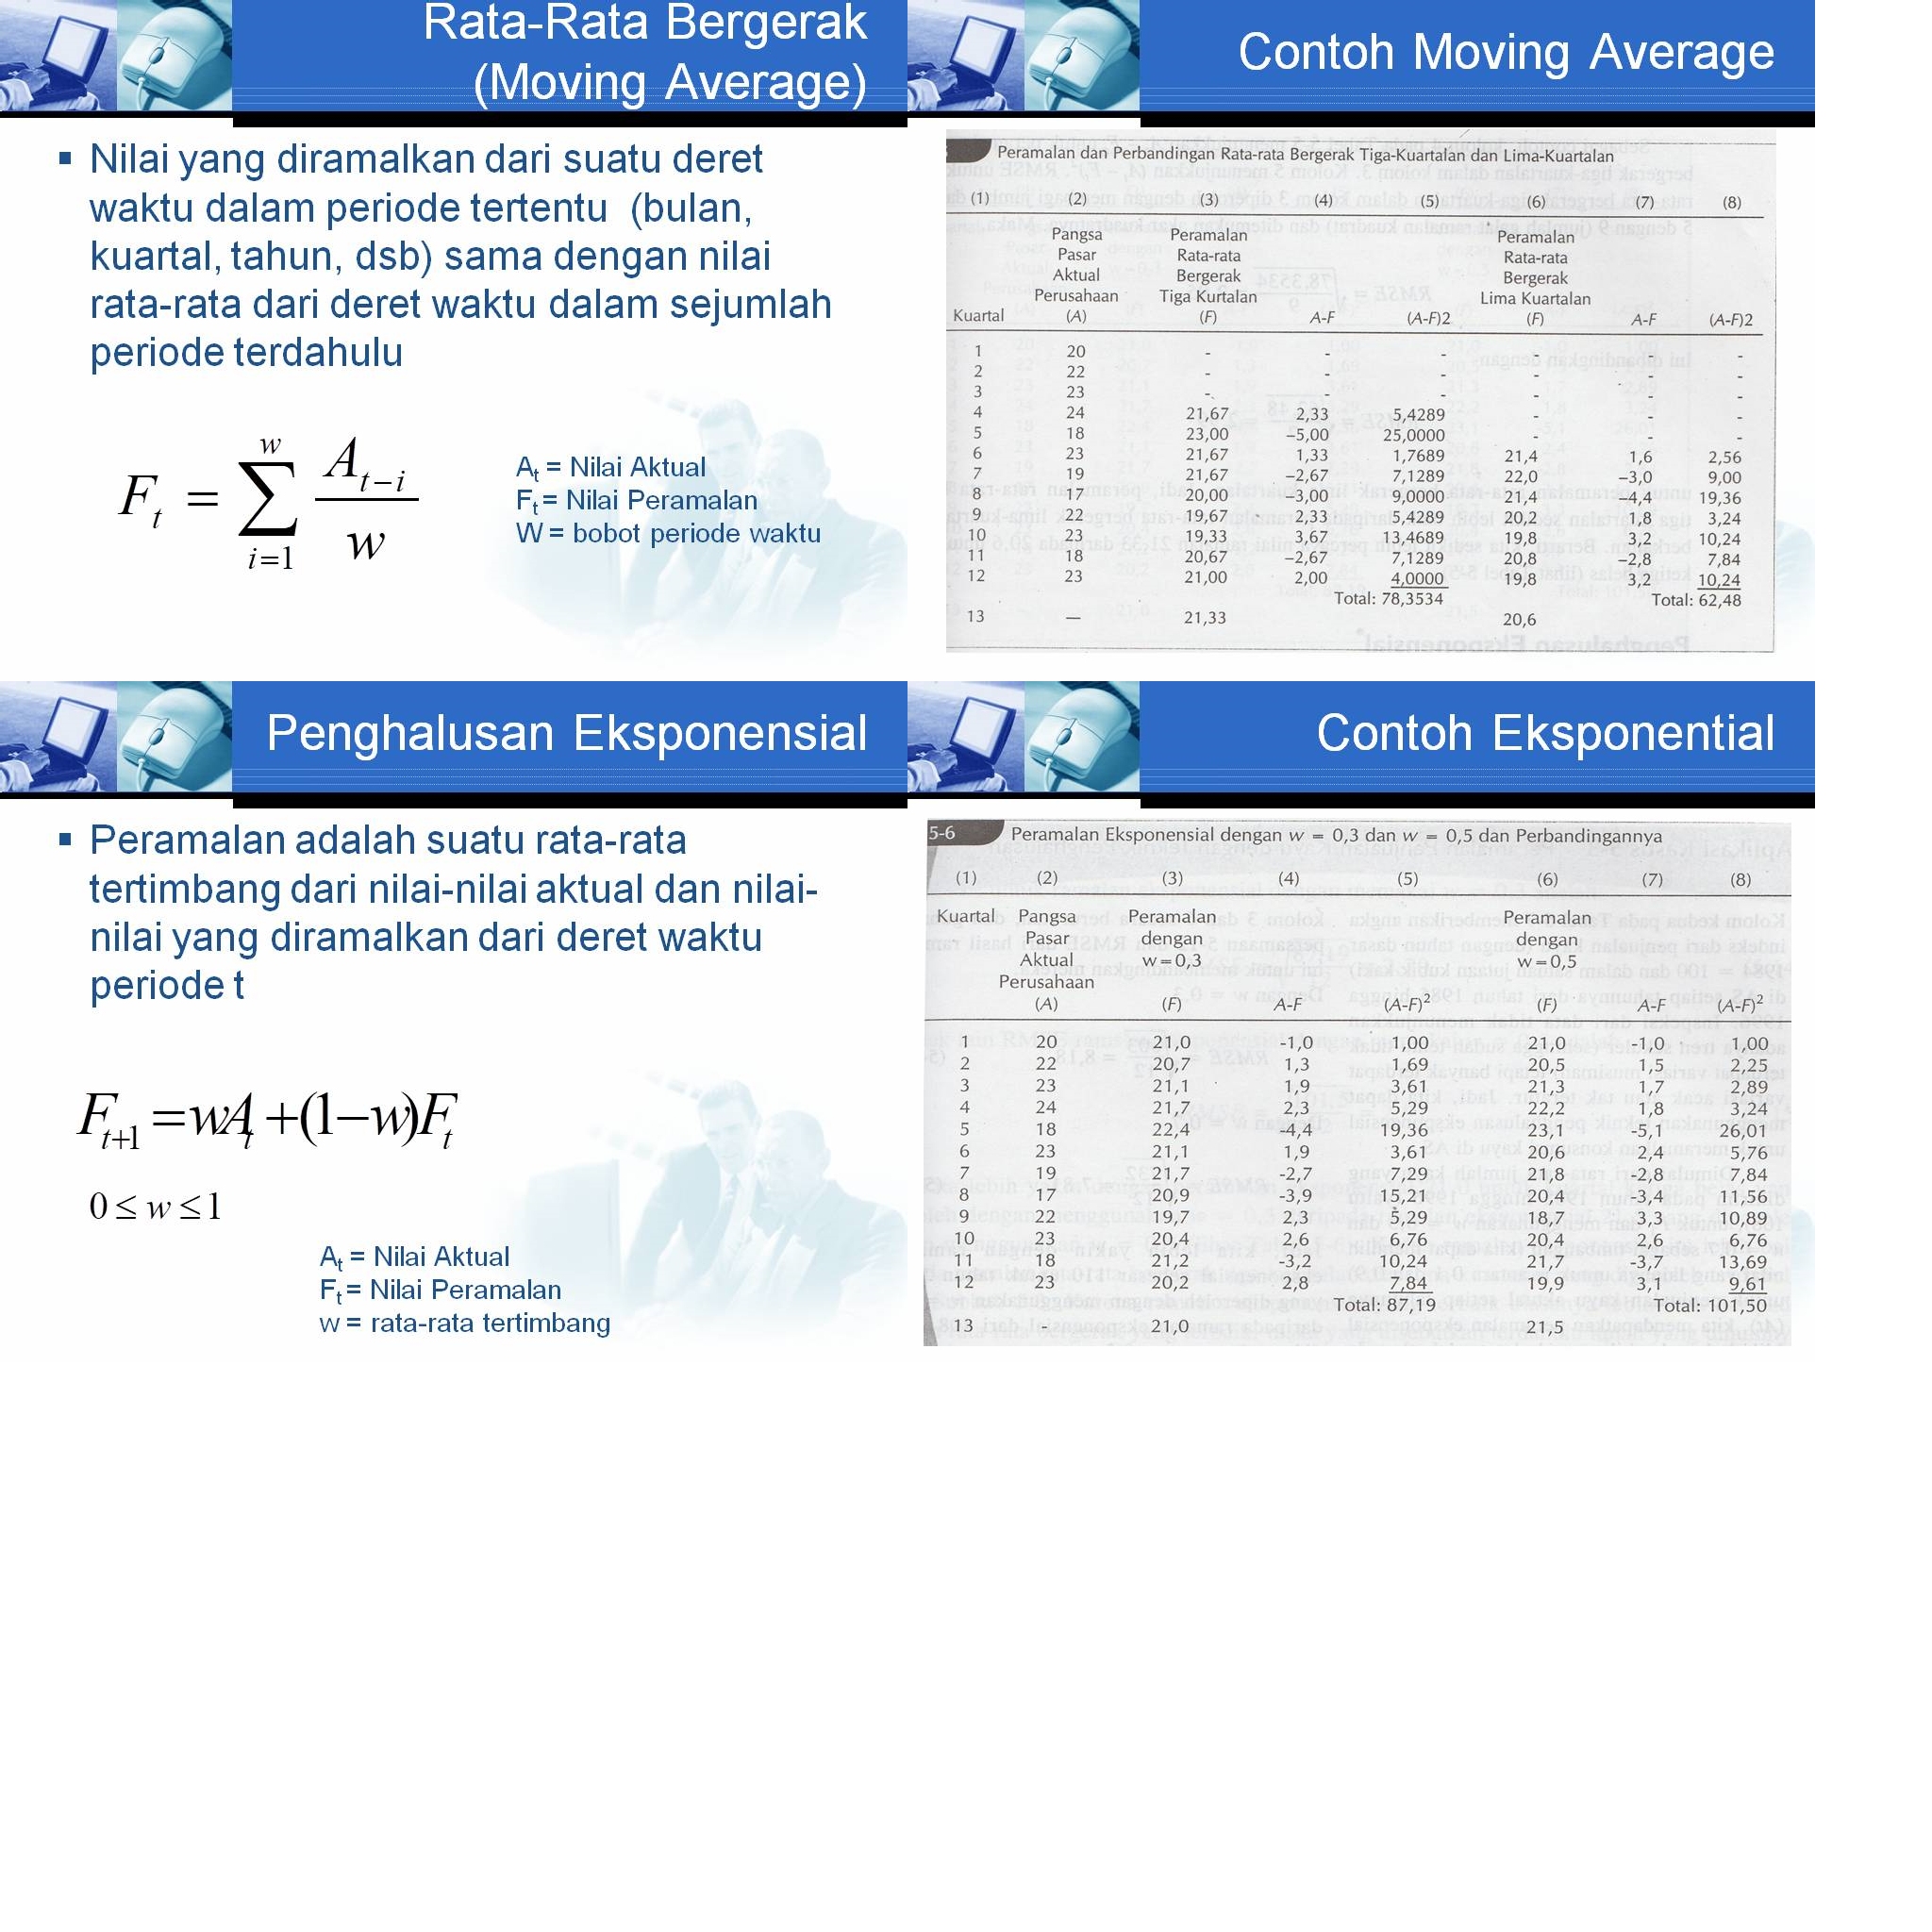 Rata-Rata Bergerak
(Moving Average)
▪ Nilai yang diramalkan dari suatu deret
waktu dalam periode tertentu (bulan,
kuartal, tahun, dsb) sama dengan nilai
rata-rata dari deret waktu dalam sejumlah
periode terdahulu
F_t = \sum_{i=1}^{w} \frac{A_{t-i}}{w}
A_t = Nilai Aktual
F_t = Nilai Peramalan
W = bobot periode waktu
Contoh Moving Average
Peramalan dan Perbandingan Rata-rata Bergerak Tiga-Kuartalan dan Lima-Kuartalan
(1) (2) (3) (4) (5) (6) (7) (8)
Pangsa Peramalan Peramalan
Pasar Rata-rata Rata-rata
Aktual Bergerak Bergerak
Perusahaan Tiga Kurtalan Lima Kuartalan
Kuartal (A) (F) A-F (A-F)2 (F) A-F (A-F)2
1 20 - - - - - -
2 22 - - - - - -
3 23 - - - - - -
4 24 21,67 2,33 5,4289 - - -
5 18 23,00 –5,00 25,0000 - - -
6 23 21,67 1,33 1,7689 21,4 1,6 2,56
7 19 21,67 –2,67 7,1289 22,0 –3,0 9,00
8 17 20,00 –3,00 9,0000 21,4 –4,4 19,36
9 22 19,67 2,33 5,4289 20,2 1,8 3,24
10 23 19,33 3,67 13,4689 19,8 3,2 10,24
11 18 20,67 –2,67 7,1289 20,8 –2,8 7,84
12 23 21,00 2,00 4,0000 19,8 3,2 10,24
Total: 78,3534 Total: 62,48
13 — 21,33 20,6
Penghalusan Eksponensial
▪ Peramalan adalah suatu rata-rata
tertimbang dari nilai-nilai aktual dan nilai-
nilai yang diramalkan dari deret waktu
periode t
F_{t+1} = wA_t + (1–w)F_t
0 ≤ w ≤ 1
A_t = Nilai Aktual
F_t = Nilai Peramalan
w = rata-rata tertimbang
Contoh Eksponential
5-6 Peramalan Eksponensial dengan w = 0,3 dan w = 0,5 dan Perbandingannya
(1) (2) (3) (4) (5) (6) (7) (8)
Kuartal Pangsa Peramalan Peramalan
Pasar dengan dengan
Aktual w=0,3 w=0,5
Perusahaan
(A) (F) A-F (A-F)² (F) A-F (A-F)²
1 20 21,0 -1,0 1,00 21,0 -1,0 1,00
2 22 20,7 1,3 1,69 20,5 1,5 2,25
3 23 21,1 1,9 3,61 21,3 1,7 2,89
4 24 21,7 2,3 5,29 22,2 1,8 3,24
5 18 22,4 -4,4 19,36 23,1 -5,1 26,01
6 23 21,1 1,9 3,61 20,6 2,4 5,76
7 19 21,7 -2,7 7,29 21,8 -2,8 7,84
8 17 20,9 -3,9 15,21 20,4 -3,4 11,56
9 22 19,7 2,3 5,29 18,7 3,3 10,89
10 23 20,4 2,6 6,76 20,4 2,6 6,76
11 18 21,2 -3,2 10,24 21,7 -3,7 13,69
12 23 20,2 2,8 7,84 19,9 3,1 9,61
Total: 87,19 Total: 101,50
13 - 21,0 21,5